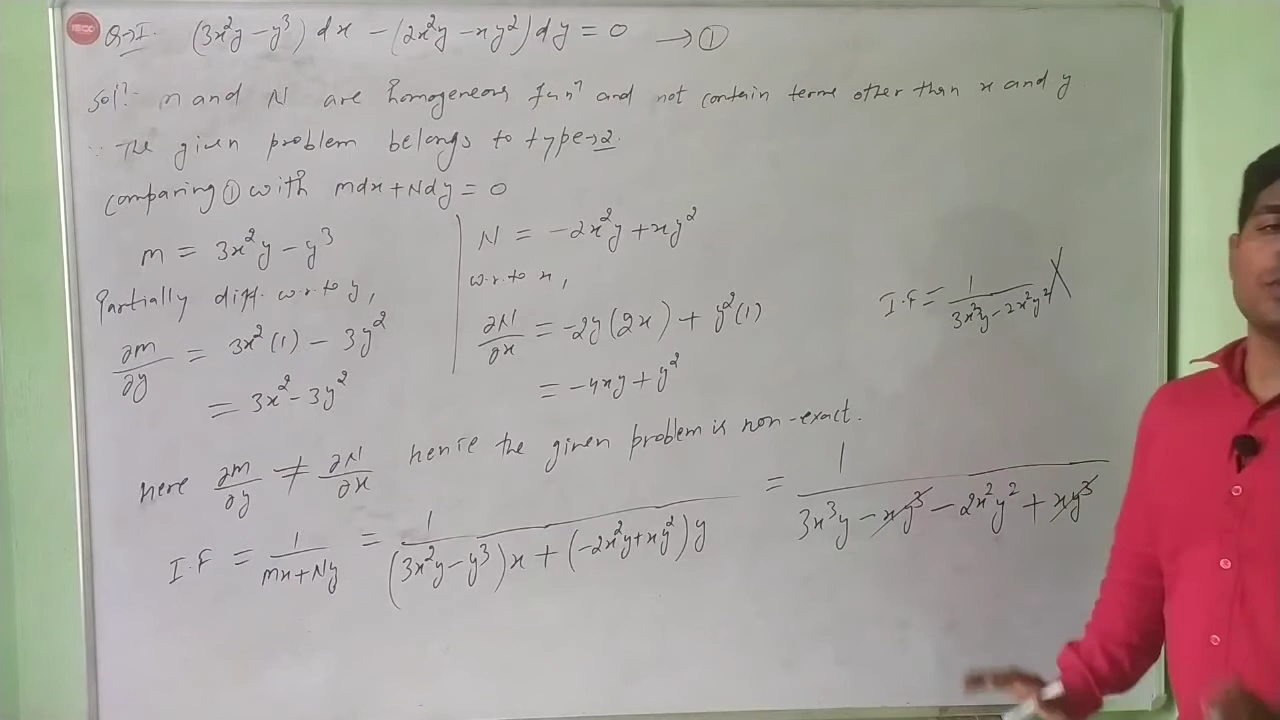 Q→I. (3x²y - y³) dx - (2x²y - xy²) dy = 0 → ①
Solⁿ:- m and N are homogeneous funⁿ and not contain terms other than x and y
∵ The given problem belongs to type→2.
Comparing ① with mdx + Ndy = 0
m = 3x²y - y³
Partially diff. w.r.to y,
∂m/∂y = 3x²(1) - 3y²
= 3x² - 3y²
N = -2x²y + xy²
w.r.to x,
∂N/∂x = -2y(2x) + y²(1)
= -4xy + y²
I.F = 1/(3x³y - 2x²y²)
Here ∂m/∂y ≠ ∂N/∂x hence the given problem is non-exact.
I.F = 1/(mx + Ny) = 1/((3x²y - y³)x + (-2x²y + xy²)y) = 1/(3x³y - xy³ - 2x²y² + xy³)